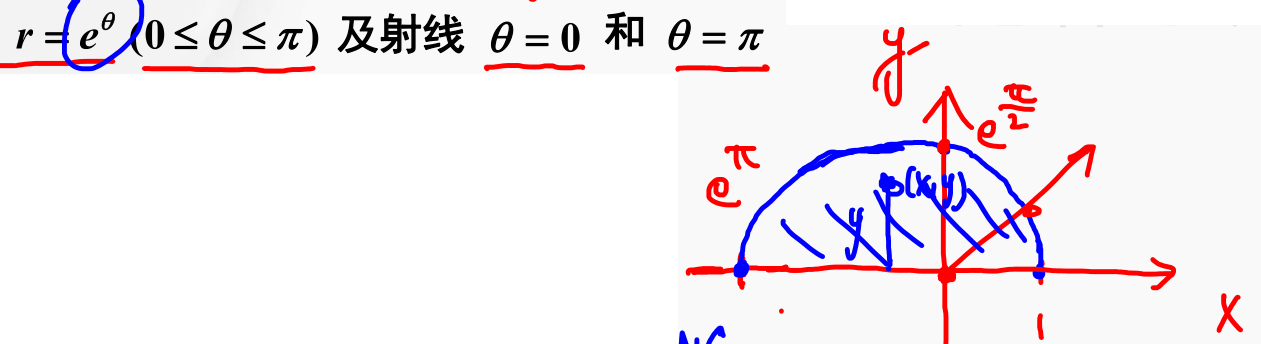 r = e^θ (0 ≤ θ ≤ π) 及射线 θ = 0 和 θ = π
y
e^{π/2}
e^π
p(x, y)
y
x
1